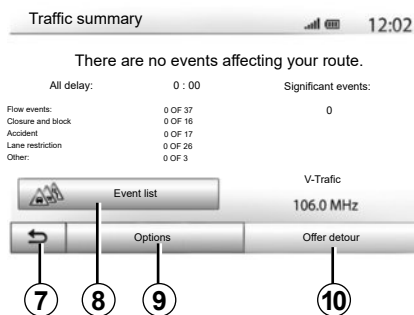 Traffic summary 12:02
There are no events affecting your route.
All delay: 0 : 00 Significant events:
0
Flow events: 0 OF 37
Closure and block 0 OF 16
Accident 0 OF 17
Lane restriction 0 OF 26
Other: 0 OF 3
Event list V-Trafic
106.0 MHz
Options Offer detour
7 8 9 10